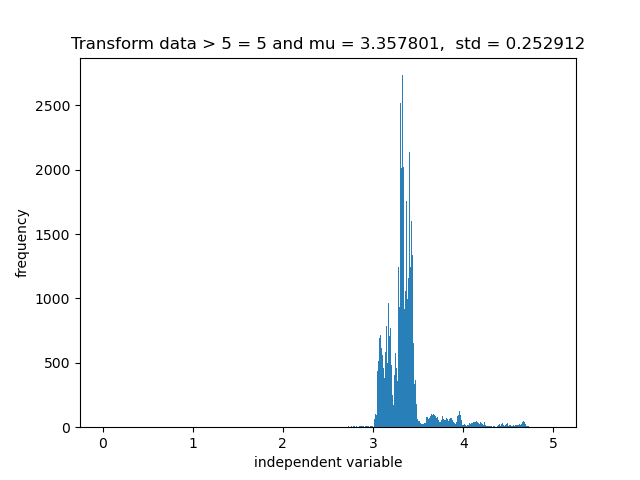 Transform data > 5 = 5 and mu = 3.357801,  std = 0.252912
2500
2000
1500
1000
500
0
frequency
0 1 2 3 4 5
independent variable